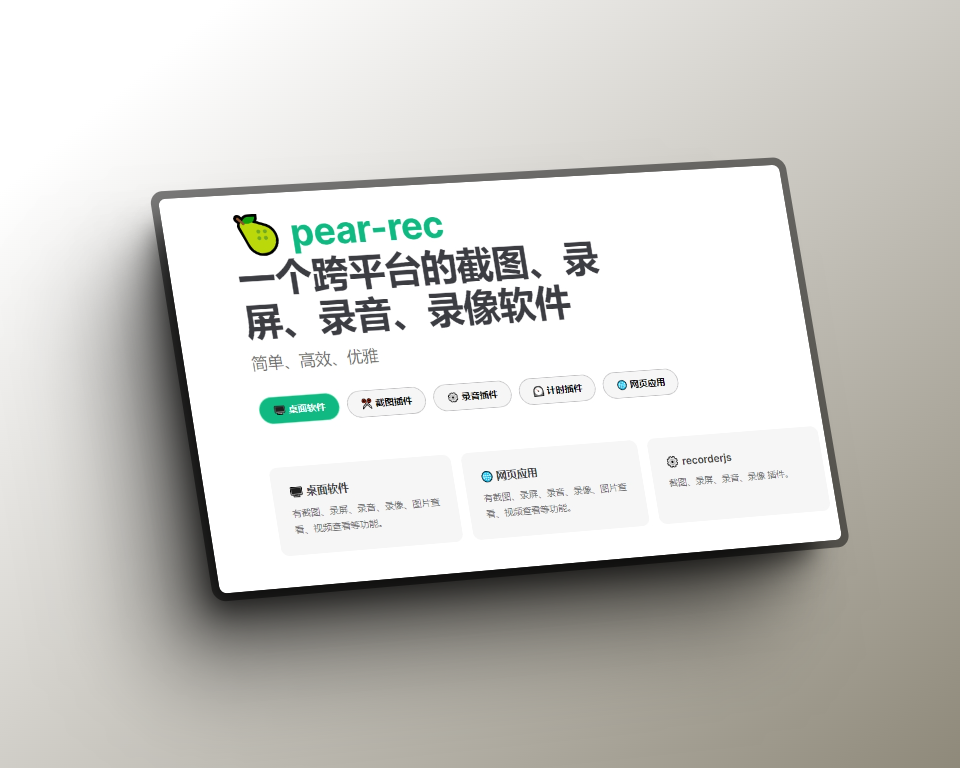 pear-rec
一个跨平台的截图、录
屏、录音、录像软件
简单、高效、优雅
桌面软件
截图插件
录音插件
计时插件
网页应用
桌面软件
有截图、录屏、录音、录像、图片查
看、视频查看等功能。
网页应用
有截图、录屏、录音、录像、图片查
看、视频查看等功能。
recorderjs
截图、录屏、录音、录像 插件。